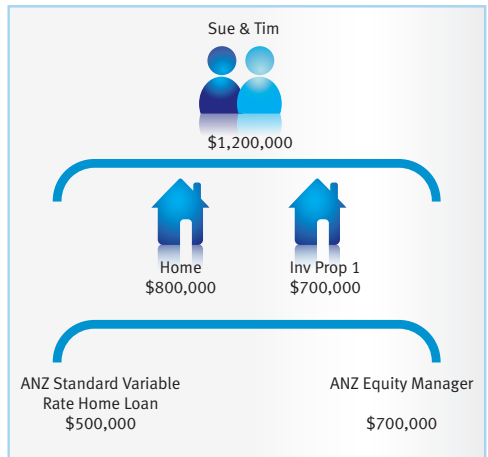 Sue & Tim
$1,200,000
Home
$800,000
Inv Prop 1
$700,000
ANZ Standard Variable
Rate Home Loan
$500,000
ANZ Equity Manager
$700,000